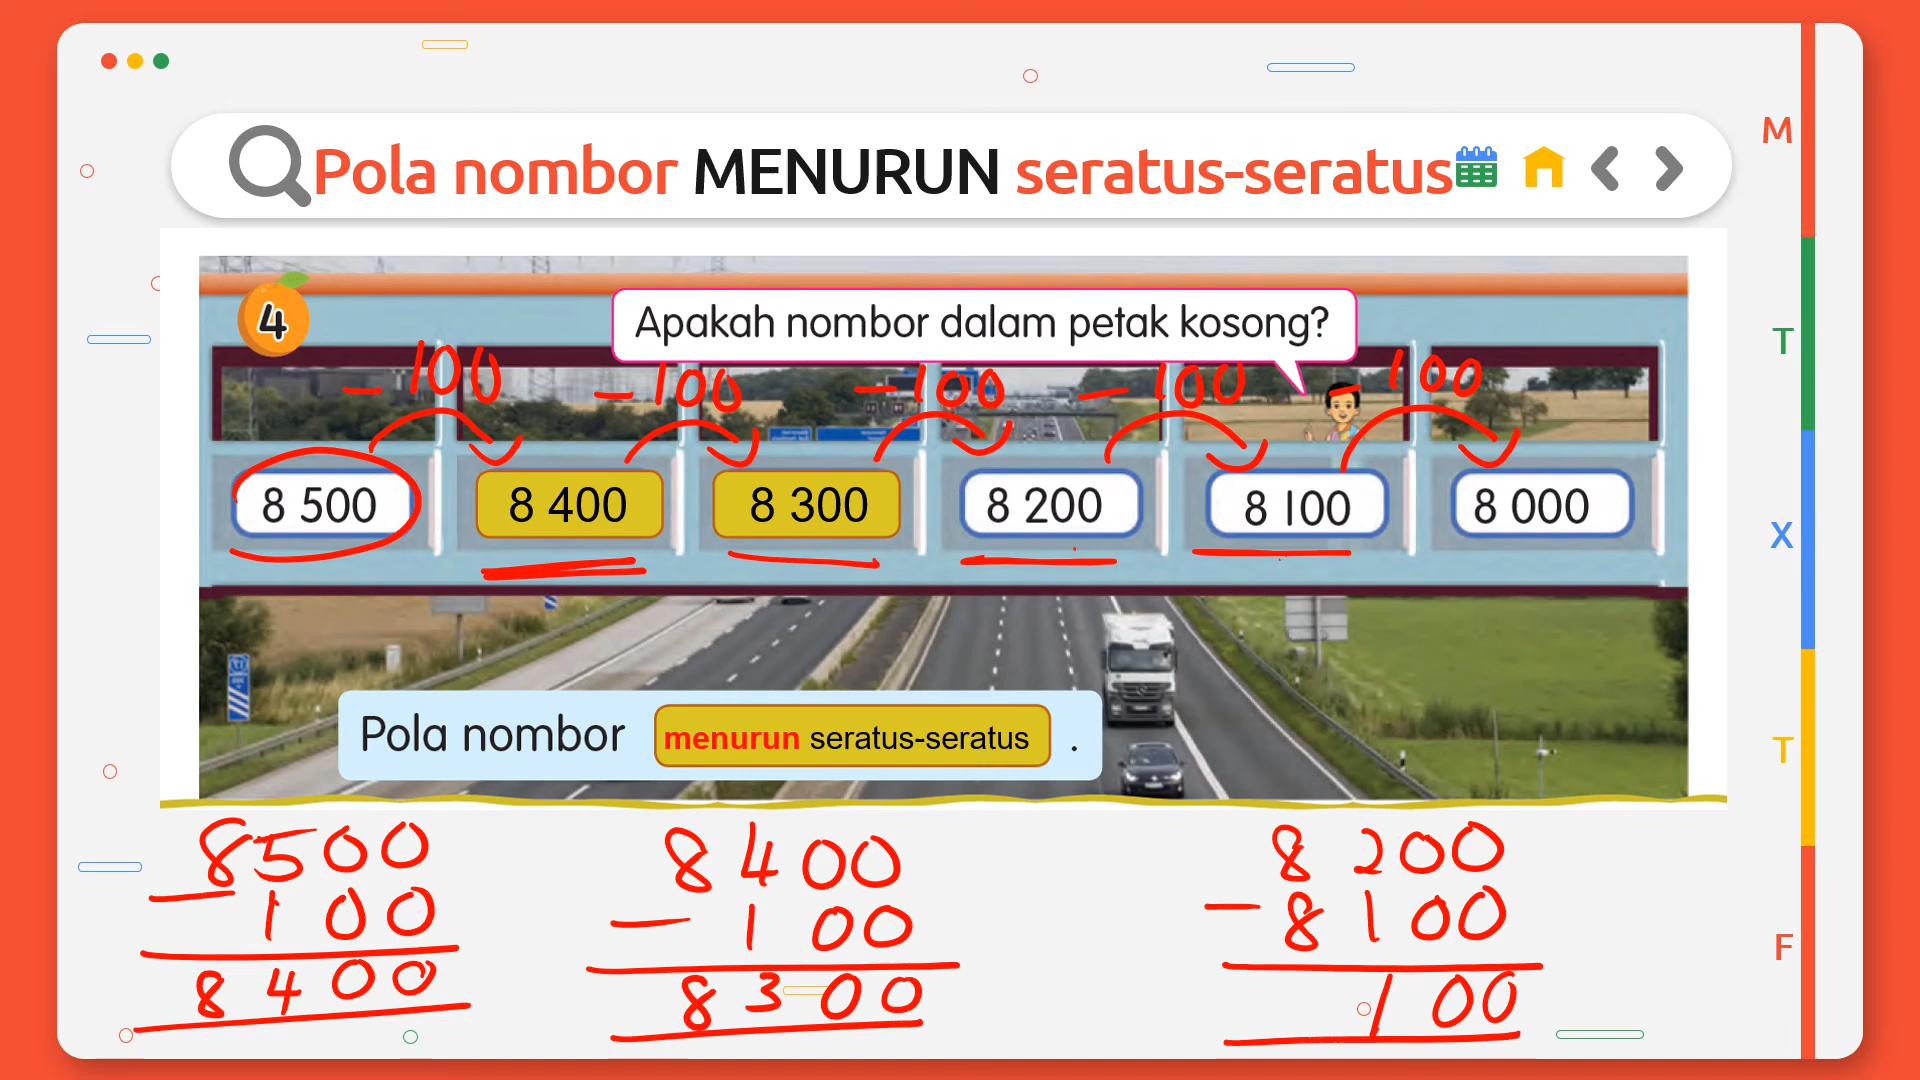 Pola nombor MENURUN seratus-seratus
M
T
X
T
F
4
Apakah nombor dalam petak kosong?
- 100 - 100 - 100 - 100 - 100
8 500 8 400 8 300 8 200 8 100 8 000
Pola nombor menurun seratus-seratus .
8500
- 100
8400
8400
- 100
8300
8200
- 8100
100